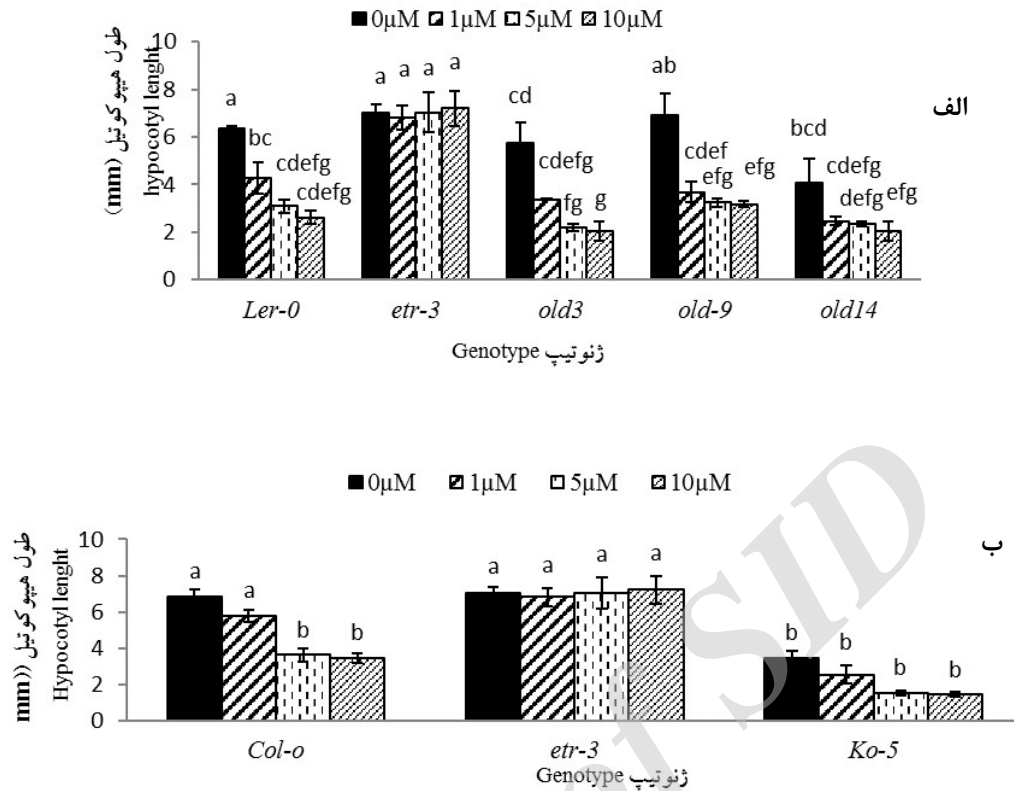 ■ 0µM 1µM 5µM 10µM
طول هیپوکوتیل (mm)
hypocotyl lenght
10
8
6
4
2
0
a bc cdefg cdefg
a a a a
cd cdefg fg g
ab cdef efg efg
bcd cdefg defg efg
الف
Ler-0 etr-3 old3 old-9 old14
Genotype ژنوتیپ
■ 0µM 1µM 5µM 10µM
طول هیپوکوتیل (mm)
Hypocotyl lenght
10
8
6
4
2
0
a a b b
a a a a
b b b b
ب
Col-o etr-3 Ko-5
Genotype ژنوتیپ
of SID